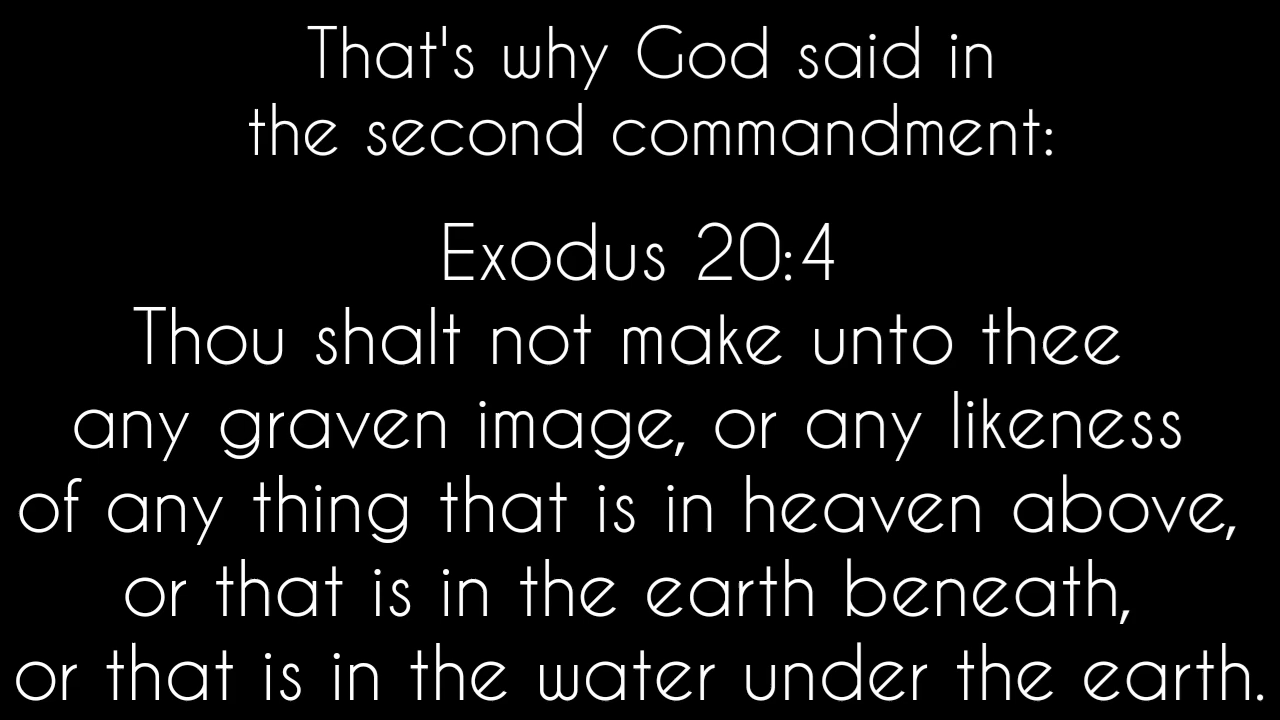 That's why God said in
the second commandment:
Exodus 20:4
Thou shalt not make unto thee
any graven image, or any likeness
of any thing that is in heaven above,
or that is in the earth beneath,
or that is in the water under the earth.